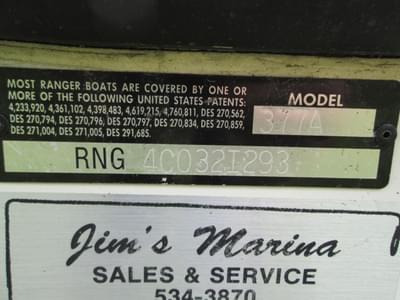 MOST RANGER BOATS ARE COVERED BY ONE OR
MORE OF THE FOLLOWING UNITED STATES PATENTS:
4,233,920, 4,361,102, 4,398,483, 4,619,215, 4,760,811, DES 270,562,
DES 270,794, DES 270,796, DES 270,797, DES 270,834, DES 270,859,
DES 271,004, DES 271,005, DES 291,685.
MODEL
377A
RNG 4C032I293
Jim's Marina
SALES & SERVICE
534-3870